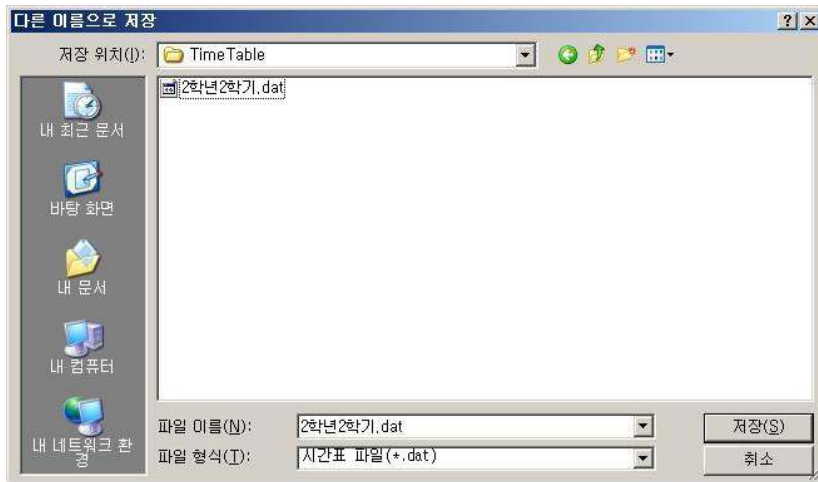 다른 이름으로 저장
저장 위치(I):
TimeTable
2학년2학기.dat
내 최근 문서
바탕 화면
내 문서
내 컴퓨터
내 네트워크 환
경
파일 이름(N):
2학년2학기.dat
저장(S)
파일 형식(T):
시간표 파일(*.dat)
취소